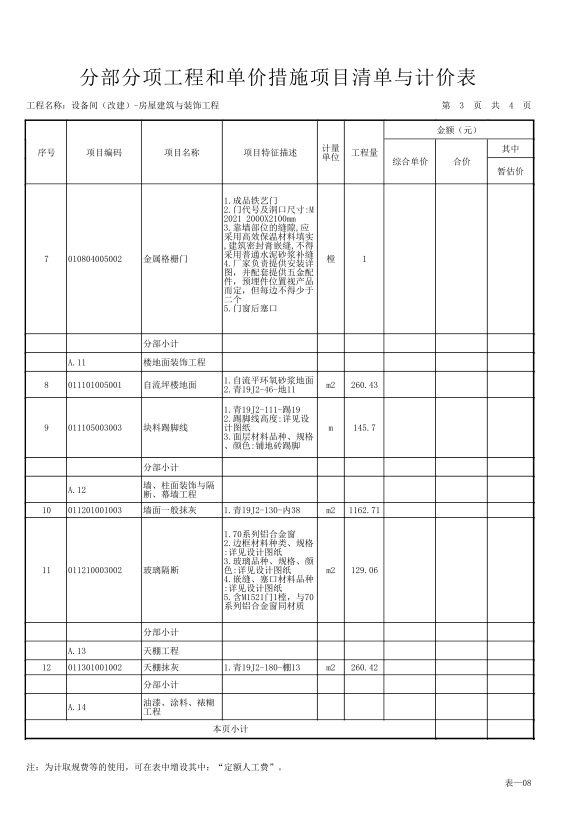 分部分项工程和单价措施项目清单与计价表
工程名称：设备间（改建）-房屋建筑与装饰工程 第 3 页 共 4 页
序号 项目编码 项目名称 项目特征描述 计量单位 工程量 金额（元）
综合单价 合价 其中
暂估价
7 010804005002 金属格栅门
1.成品铁艺门
2.门代号及洞口尺寸:M
2021 2000X2100mm
3.靠墙部位的缝隙,应
采用高效保温材料填实
,建筑密封膏嵌缝,不得
采用普通水泥砂浆补缝
4.厂家负责提供安装详
图，并配套提供五金配
件，预埋件位置视产品
而定，但每边不得少于
二个
5.门窗后塞口
樘 1
分部小计
A.11 楼地面装饰工程
8 011101005001 自流坪楼地面
1.自流平环氧砂浆地面
2.青19J2-46-地11
m2 260.43
9 011105003003 块料踢脚线
1.青19J2-111-踢19
2.踢脚线高度:详见设
计图纸
3.面层材料品种、规格
、颜色:铺地砖踢脚
m 145.7
分部小计
A.12 墙、柱面装饰与隔
断、幕墙工程
10 011201001003 墙面一般抹灰 1.青19J2-130-内38 m2 1162.71
11 011210003002 玻璃隔断
1.70系列铝合金窗
2.边框材料种类、规格
:详见设计图纸
3.玻璃品种、规格、颜
色:详见设计图纸
4.嵌缝、塞口材料品种
:详见设计图纸
5.含M1521门1樘，与70
系列铝合金窗同材质
m2 129.06
分部小计
A.13 天棚工程
12 011301001002 天棚抹灰 1.青19J2-180-棚13 m2 260.42
分部小计
A.14 油漆、涂料、裱糊
工程
本页小计
注：为计取规费等的使用，可在表中增设其中：“定额人工费”。
表—08